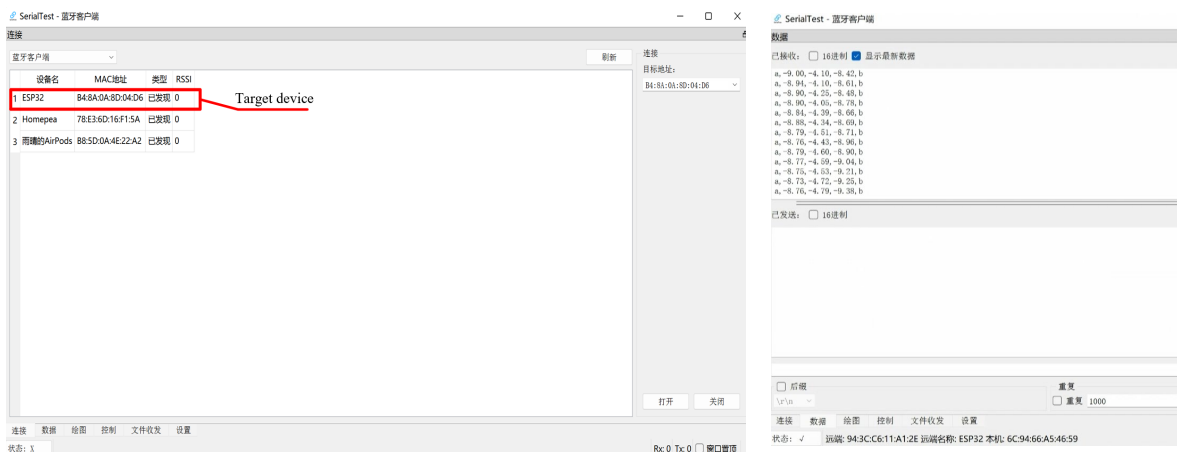 SerialTest - 蓝牙客户端
连接
蓝牙客户端
刷新
设备名 MAC地址 类型 RSSI
1 ESP32 B4:8A:0A:8D:04:D6 已发现 0
2 Homepea 78:E3:6D:16:F1:5A 已发现 0
3 雨晴的AirPods B8:5D:0A:4E:22:A2 已发现 0
Target device
连接
目标地址:
B4:8A:0A:8D:04:D6
打开 关闭
连接 数据 绘图 控制 文件收发 设置
状态: X
Rx: 0 Tx: 0 窗口置顶
SerialTest - 蓝牙客户端
数据
已接收: 16进制 显示最新数据
a,-9.00,-4.10,-8.42,b
a,-8.94,-4.10,-8.61,b
a,-8.90,-4.25,-8.48,b
a,-8.90,-4.05,-8.78,b
a,-8.84,-4.39,-8.66,b
a,-8.88,-4.34,-8.69,b
a,-8.79,-4.51,-8.71,b
a,-8.76,-4.43,-8.96,b
a,-8.79,-4.60,-8.90,b
a,-8.77,-4.59,-9.04,b
a,-8.75,-4.53,-9.21,b
a,-8.73,-4.72,-9.25,b
a,-8.76,-4.79,-9.38,b
已发送: 16进制
后缀
\r\n
重复
重复 1000
连接 数据 绘图 控制 文件收发 设置
状态: √ 远端: 94:3C:C6:11:A1:2E 远端名称: ESP32 本机: 6C:94:66:A5:46:59